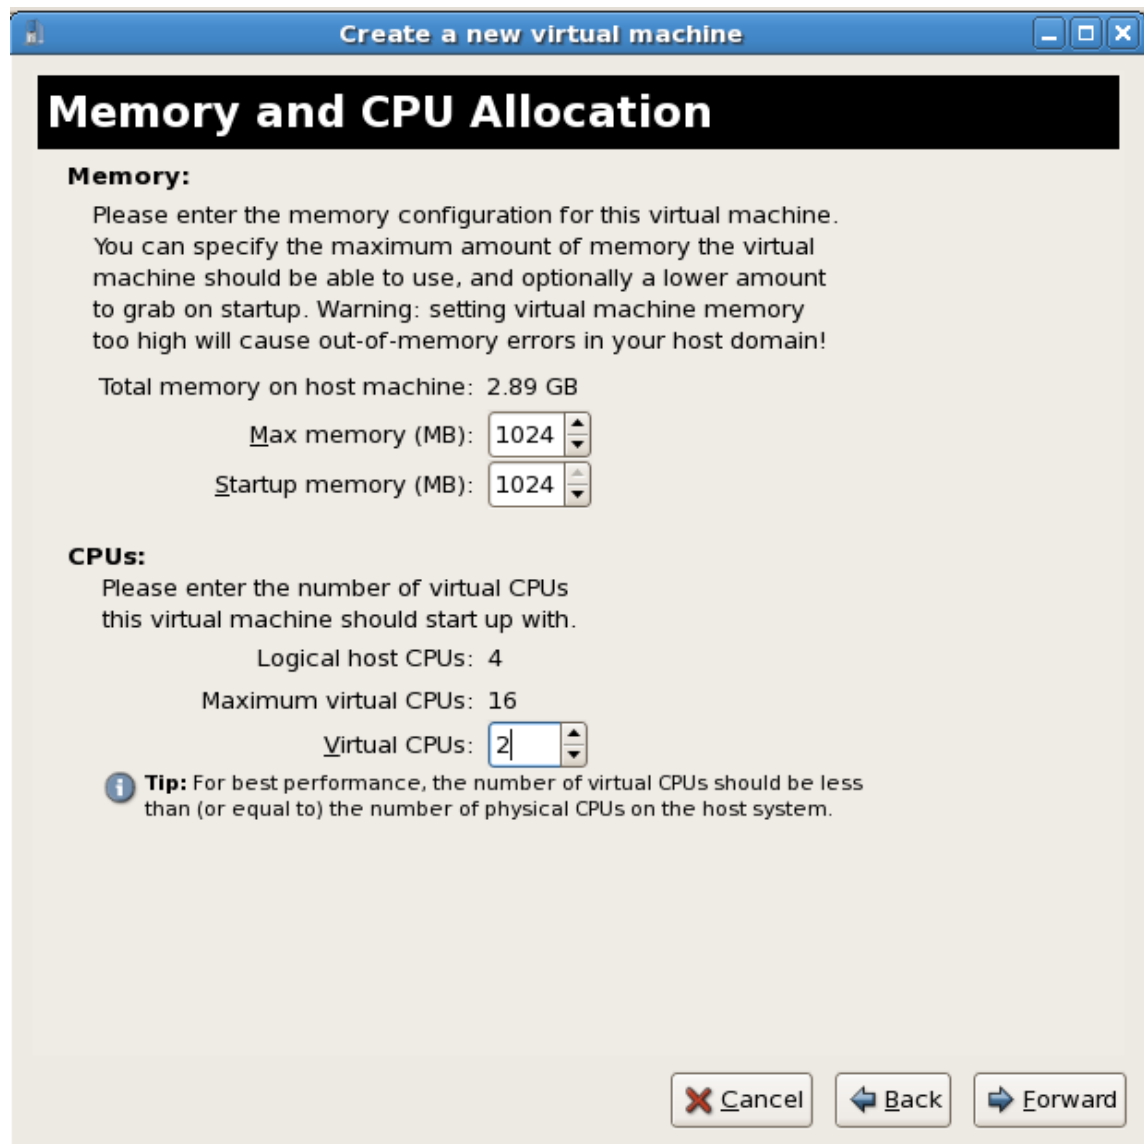 Create a new virtual machine
Memory and CPU Allocation
Memory:
Please enter the memory configuration for this virtual machine.
You can specify the maximum amount of memory the virtual
machine should be able to use, and optionally a lower amount
to grab on startup. Warning: setting virtual machine memory
too high will cause out-of-memory errors in your host domain!
Total memory on host machine: 2.89 GB
Max memory (MB): 1024
Startup memory (MB): 1024
CPUs:
Please enter the number of virtual CPUs
this virtual machine should start up with.
Logical host CPUs: 4
Maximum virtual CPUs: 16
Virtual CPUs: 2
Tip: For best performance, the number of virtual CPUs should be less
than (or equal to) the number of physical CPUs on the host system.
Cancel Back Forward